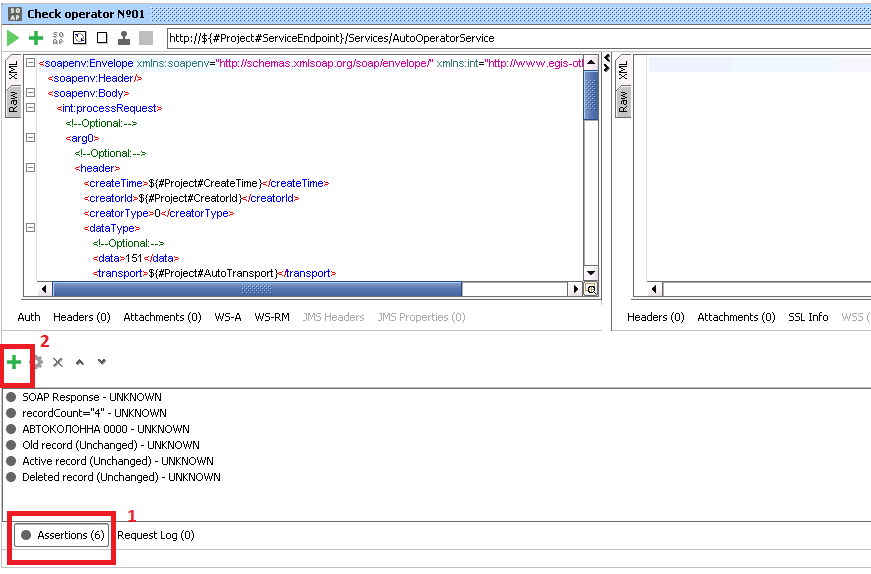 Check operator №01
http://${#Project#ServiceEndpoint}/Services/AutoOperatorService
XML
Raw
<soapenv:Envelope xmlns:soapenv="http://schemas.xmlsoap.org/soap/envelope/" xmlns:int="http://www.egis-otl
<soapenv:Header/>
<soapenv:Body>
<int:processRequest>
<!--Optional:-->
<arg0>
<!--Optional:-->
<header>
<createTime>${#Project#CreateTime}</createTime>
<creatorId>${#Project#CreatorId}</creatorId>
<creatorType>0</creatorType>
<dataType>
<!--Optional:-->
<data>151</data>
<transport>${#Project#AutoTransport}</transport>
XML
Raw
Auth Headers (0) Attachments (0) WS-A WS-RM JMS Headers JMS Properties (0)
Headers (0) Attachments (0) SSL Info WSS (
2
SOAP Response - UNKNOWN
recordCount="4" - UNKNOWN
АВТОКОЛОННА 0000 - UNKNOWN
Old record (Unchanged) - UNKNOWN
Active record (Unchanged) - UNKNOWN
Deleted record (Unchanged) - UNKNOWN
1
Assertions (6) Request Log (0)